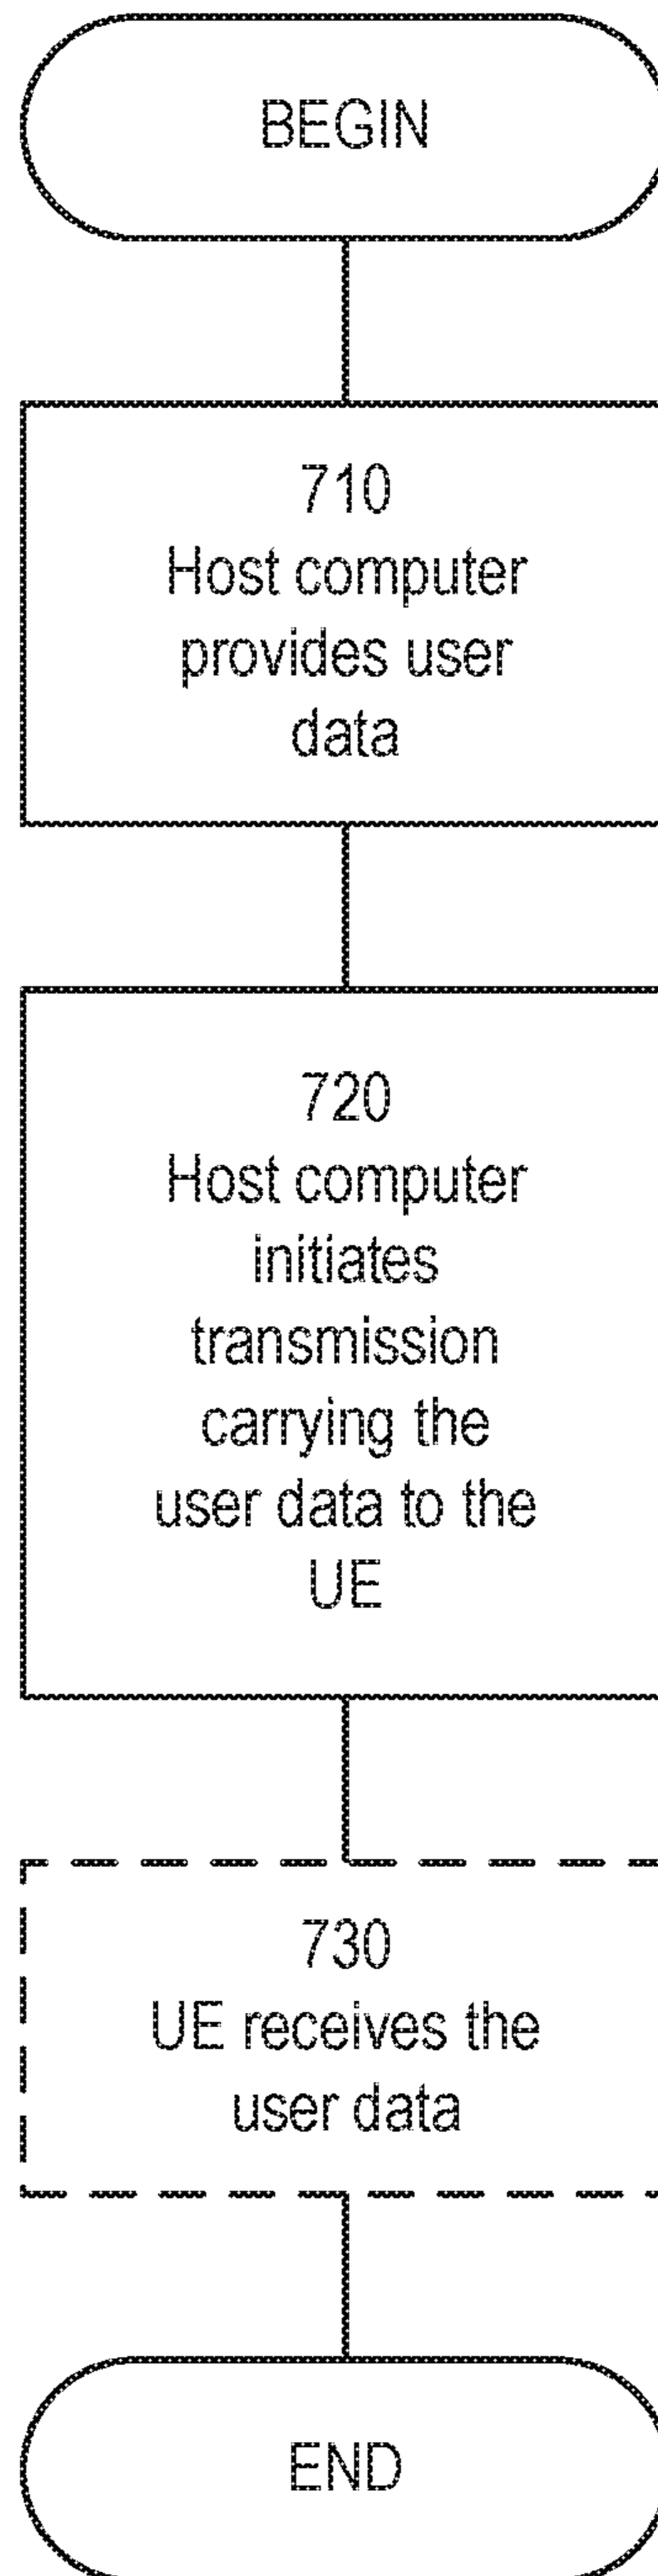 BEGIN
710
Host computer
provides user
data
720
Host computer
initiates
transmission
carrying the
user data to the
UE
730
UE receives the
user data
END